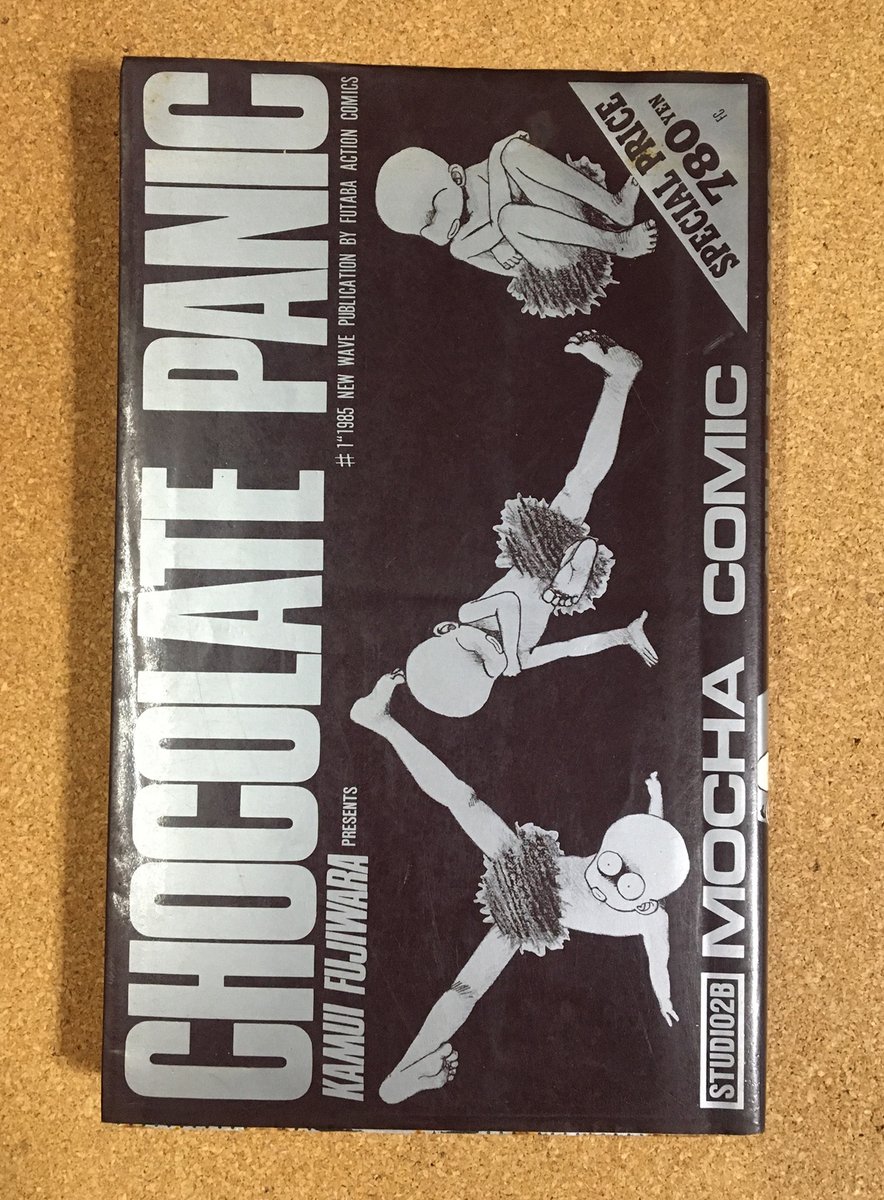 CHOCOLATE PANIC
KAMUI FUJIWARA PRESENTS
#1"1985 NEW WAVE PUBLICATION BY FUTABA ACTION COMICS
SPECIAL PRICE
780 YEN
FC
STUDIO2B
MOCHA COMIC